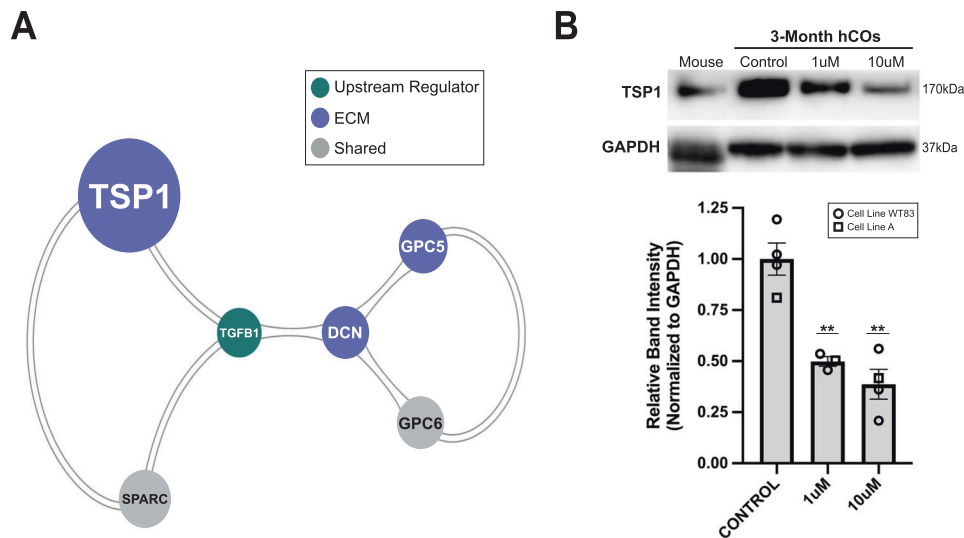 A
Upstream Regulator
ECM
Shared
TSP1
GPC5
TGFB1
DCN
GPC6
SPARC
B
3-Month hCOs
Mouse Control 1uM 10uM
TSP1 170kDa
GAPDH 37kDa
Relative Band Intensity
(Normalized to GAPDH)
1.25
1.00
0.75
0.50
0.25
0.00
Cell Line WT83
Cell Line A
** **
CONTROL
1uM
10uM